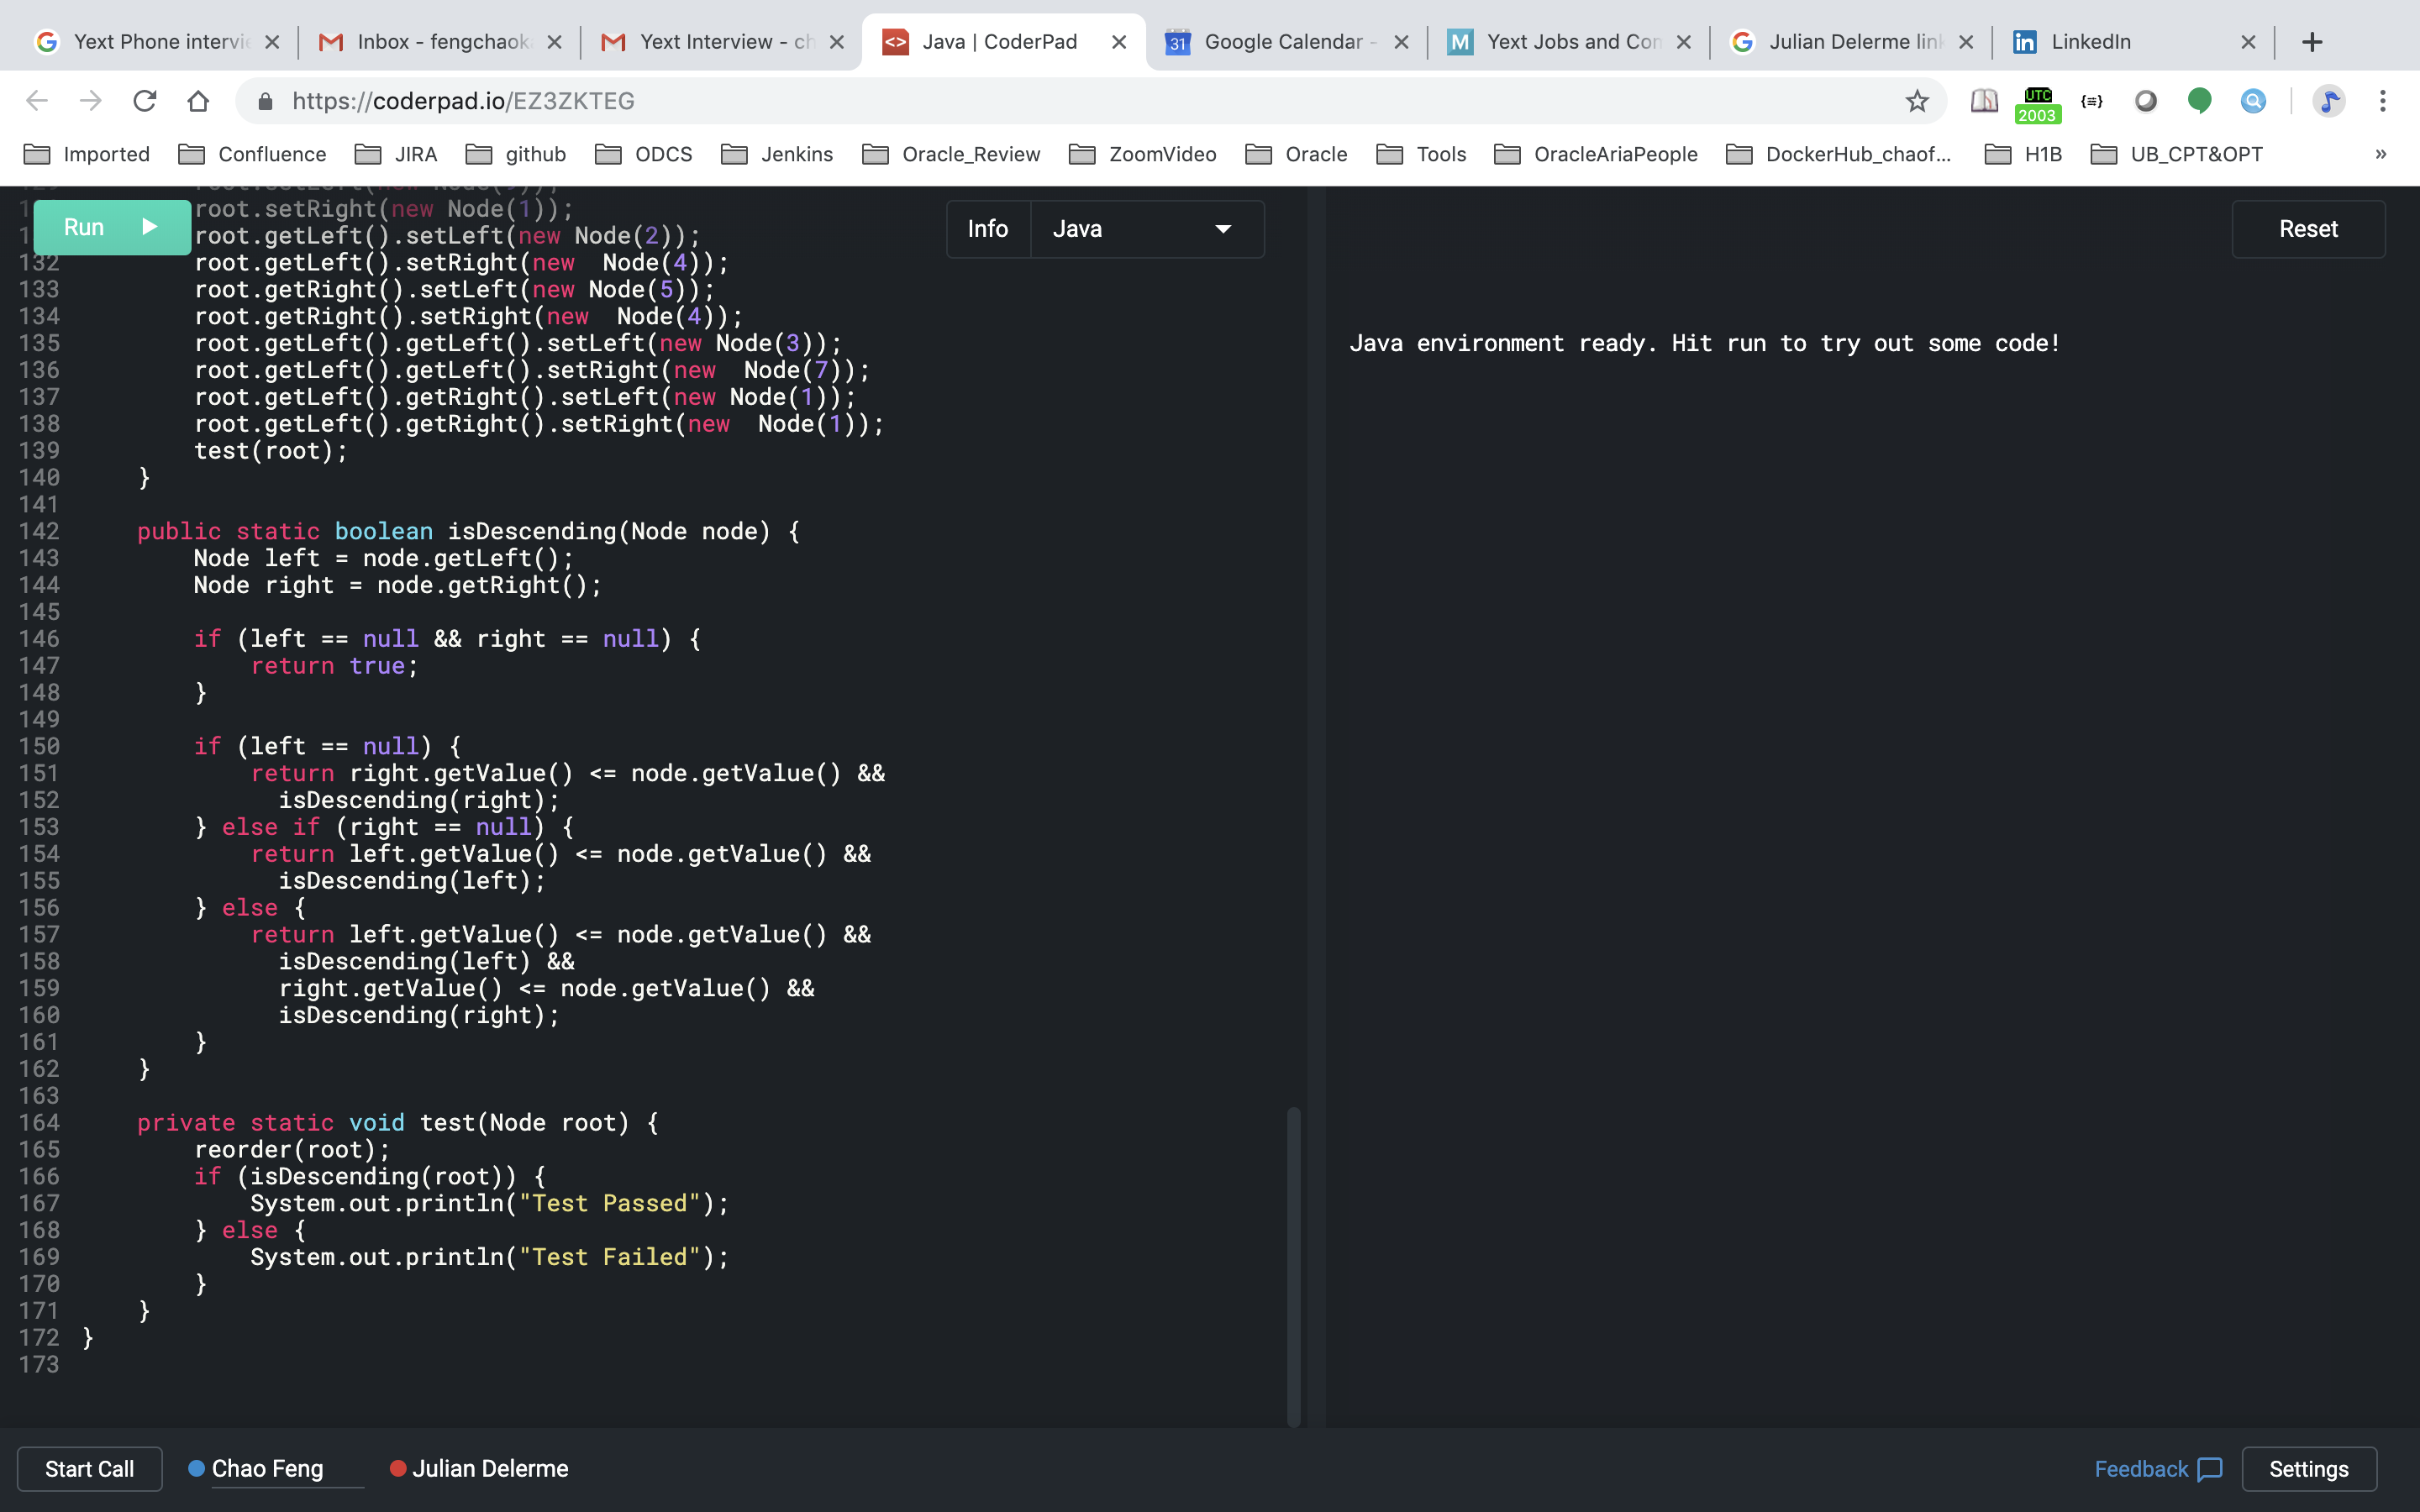 Yext Phone intervi
Inbox - fengchaok
Yext Interview - ch
Java | CoderPad
Google Calendar -
Yext Jobs and Con
Julian Delerme lin
LinkedIn
https://coderpad.io/EZ3ZKTEG
UTC
2003
Imported
Confluence
JIRA
github
ODCS
Jenkins
Oracle_Review
ZoomVideo
Oracle
Tools
OracleAriaPeople
DockerHub_chaof...
H1B
UB_CPT&OPT
»
Run
Info
Java
Reset
root.setRight(new Node(1));
root.getLeft().setLeft(new Node(2));
132 root.getLeft().setRight(new  Node(4));
133 root.getRight().setLeft(new Node(5));
134 root.getRight().setRight(new  Node(4));
135 root.getLeft().getLeft().setLeft(new Node(3));
136 root.getLeft().getLeft().setRight(new  Node(7));
137 root.getLeft().getRight().setLeft(new Node(1));
138 root.getLeft().getRight().setRight(new  Node(1));
139 test(root);
140 }
141
142 public static boolean isDescending(Node node) {
143 Node left = node.getLeft();
144 Node right = node.getRight();
145
146 if (left == null && right == null) {
147 return true;
148 }
149
150 if (left == null) {
151 return right.getValue() <= node.getValue() &&
152 isDescending(right);
153 } else if (right == null) {
154 return left.getValue() <= node.getValue() &&
155 isDescending(left);
156 } else {
157 return left.getValue() <= node.getValue() &&
158 isDescending(left) &&
159 right.getValue() <= node.getValue() &&
160 isDescending(right);
161 }
162 }
163
164 private static void test(Node root) {
165 reorder(root);
166 if (isDescending(root)) {
167 System.out.println("Test Passed");
168 } else {
169 System.out.println("Test Failed");
170 }
171 }
172 }
173
Java environment ready. Hit run to try out some code!
Start Call
Chao Feng
Julian Delerme
Feedback
Settings